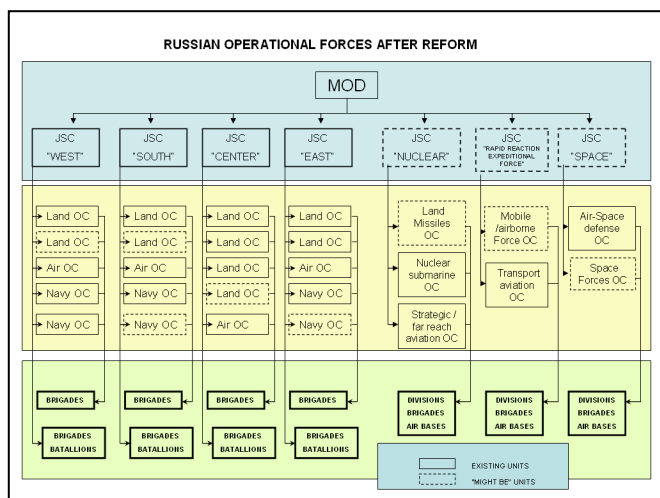 RUSSIAN OPERATIONAL FORCES AFTER REFORM
MOD
JSC
"WEST"
JSC
"SOUTH"
JSC
"CENTER"
JSC
"EAST"
JSC
"NUCLEAR"
JSC
"RAPID REACTION
EXPEDITIONAL
FORCE"
JSC
"SPACE"
Land OC
Land OC
Air OC
Navy OC
Navy OC
Land OC
Land OC
Air OC
Navy OC
Navy OC
Land OC
Land OC
Land OC
Land OC
Air OC
Land OC
Land OC
Air OC
Navy OC
Navy OC
Land
Missiles
OC
Nuclear
submarine
OC
Strategic /
far reach
aviation OC
Mobile
/airborne
Force OC
Transport
aviation
OC
Air-Space
defense
OC
Space
Forces OC
BRIGADES
BRIGADES
BATALLIONS
BRIGADES
BRIGADES
BATALLIONS
BRIGADES
BRIGADES
BATALLIONS
BRIGADES
BRIGADES
BATALLIONS
DIVISIONS
BRIGADES
AIR BASES
DIVISIONS
BRIGADES
AIR BASES
DIVISIONS
BRIGADES
AIR BASES
EXISTING UNITS
"MIGHT BE" UNITS